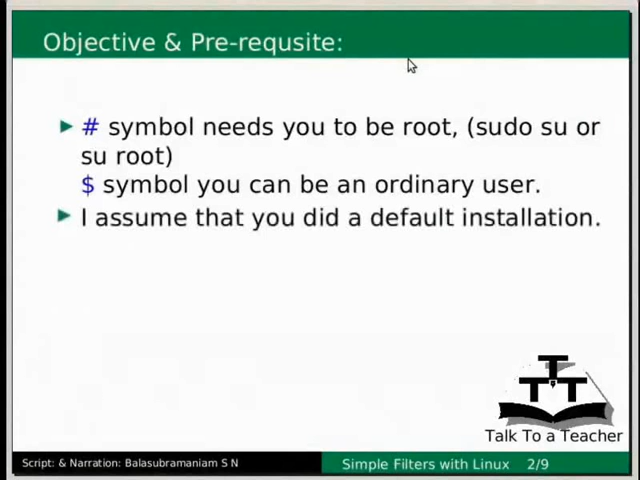 Objective & Pre-requsite:
# symbol needs you to be root, (sudo su or
su root)
$ symbol you can be an ordinary user.
I assume that you did a default installation.
T
T T
Talk To a Teacher
Script: & Narration: Balasubramaniam S N
Simple Filters with Linux 2/9